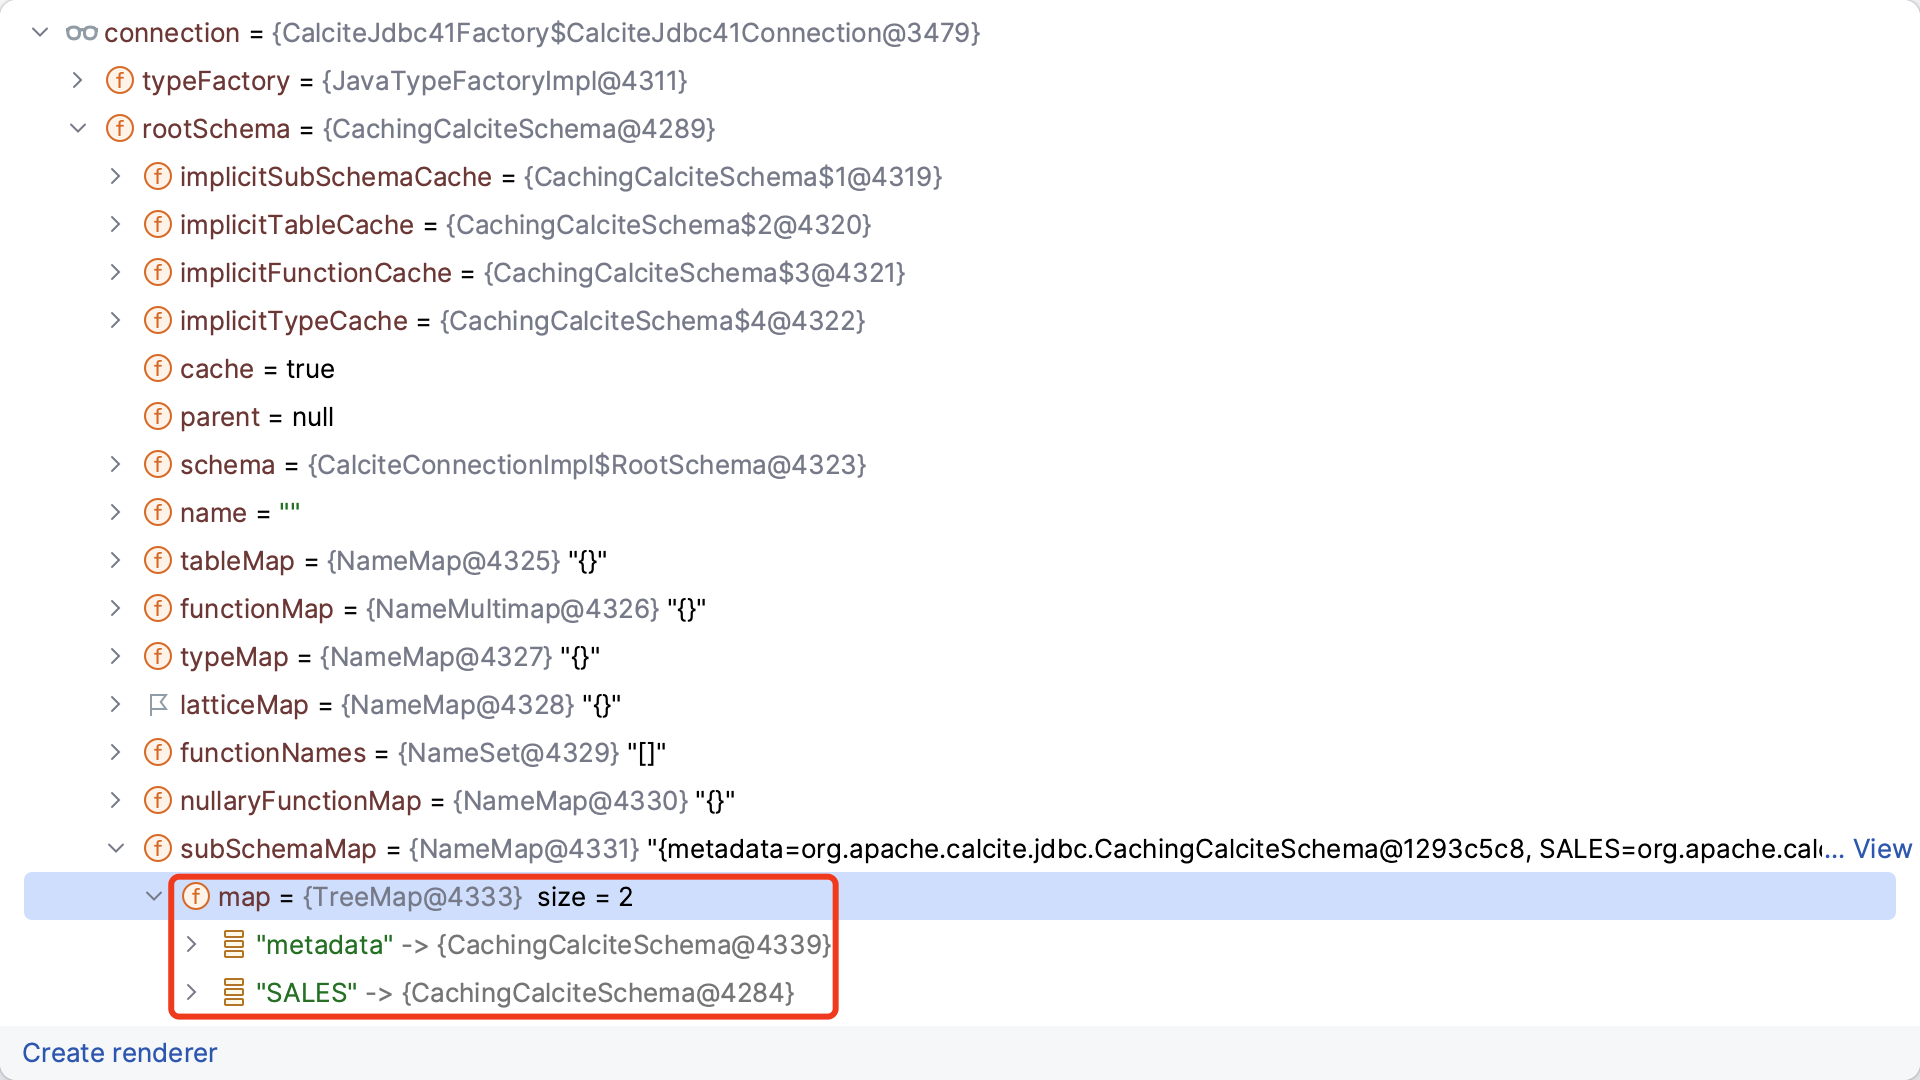 connection = {CalciteJdbc41Factory$CalciteJdbc41Connection@3479}
f typeFactory = {JavaTypeFactoryImpl@4311}
f rootSchema = {CachingCalciteSchema@4289}
f implicitSubSchemaCache = {CachingCalciteSchema$1@4319}
f implicitTableCache = {CachingCalciteSchema$2@4320}
f implicitFunctionCache = {CachingCalciteSchema$3@4321}
f implicitTypeCache = {CachingCalciteSchema$4@4322}
f cache = true
f parent = null
f schema = {CalciteConnectionImpl$RootSchema@4323}
f name = ""
f tableMap = {NameMap@4325} "{}"
f functionMap = {NameMultimap@4326} "{}"
f typeMap = {NameMap@4327} "{}"
latticeMap = {NameMap@4328} "{}"
f functionNames = {NameSet@4329} "[]"
f nullaryFunctionMap = {NameMap@4330} "{}"
f subSchemaMap = {NameMap@4331} "{metadata=org.apache.calcite.jdbc.CachingCalciteSchema@1293c5c8, SALES=org.apache.cal... View
f map = {TreeMap@4333} size = 2
"metadata" -> {CachingCalciteSchema@4339}
"SALES" -> {CachingCalciteSchema@4284}
Create renderer